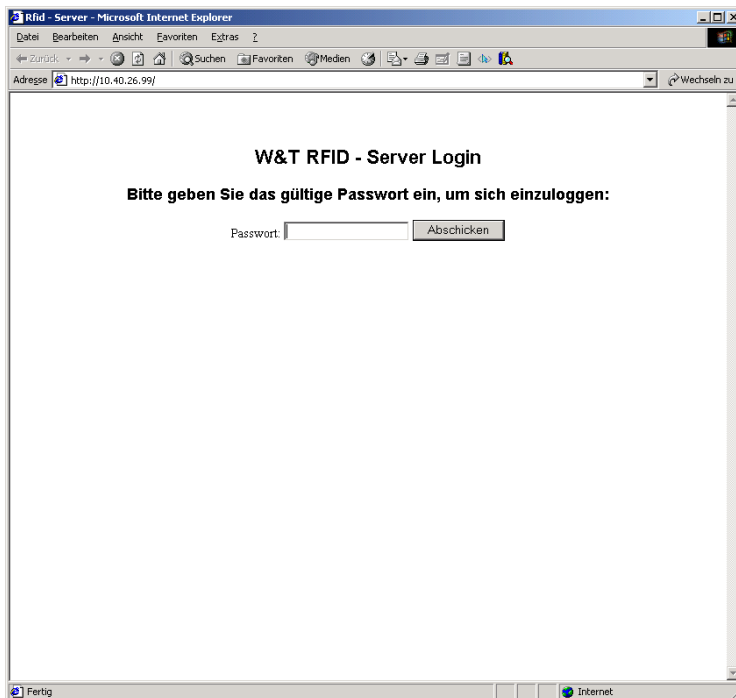 Rfid - Server - Microsoft Internet Explorer
Datei Bearbeiten Ansicht Favoriten Extras ?
Zurück Suchen Favoriten Medien
Adresse http://10.40.26.99/ Wechseln zu
W&T RFID - Server Login
Bitte geben Sie das gültige Passwort ein, um sich einzuloggen:
Passwort: Abschicken
Fertig Internet